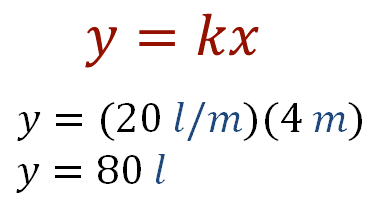 y = kx
y = (20 l/m)(4 m)
y = 80 l